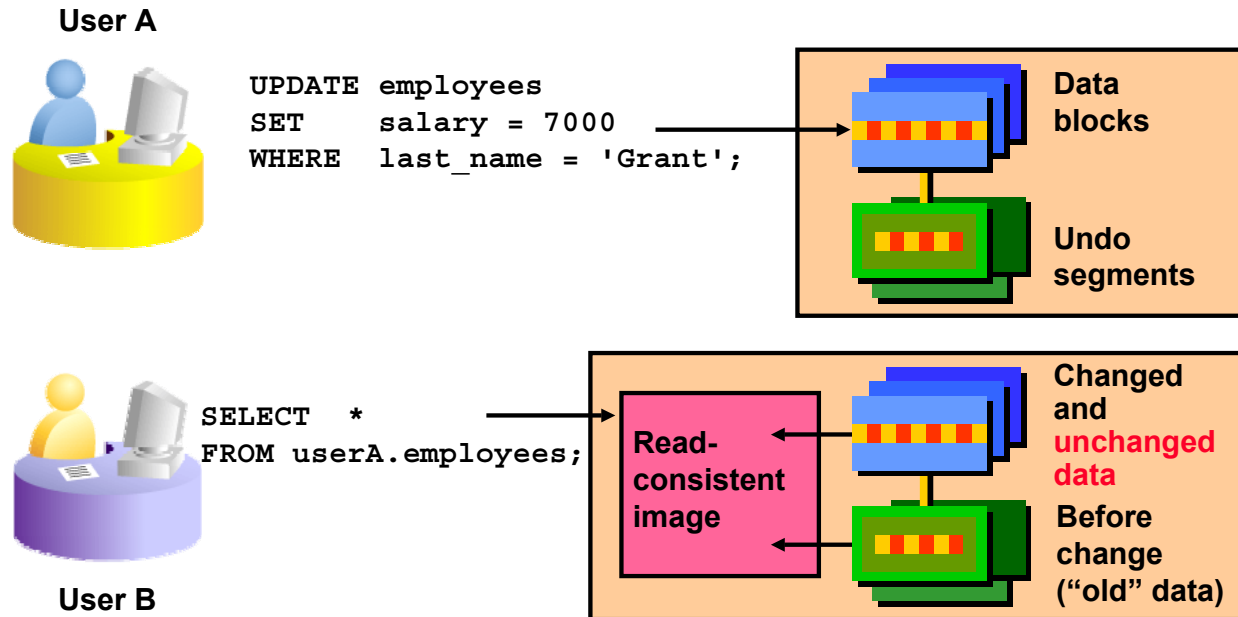 User A
UPDATE employees
SET salary = 7000
WHERE last_name = 'Grant';
Data
blocks
Undo
segments
SELECT *
FROM userA.employees;
User B
Read-
consistent
image
Changed
and
unchanged
data
Before
change
(“old” data)